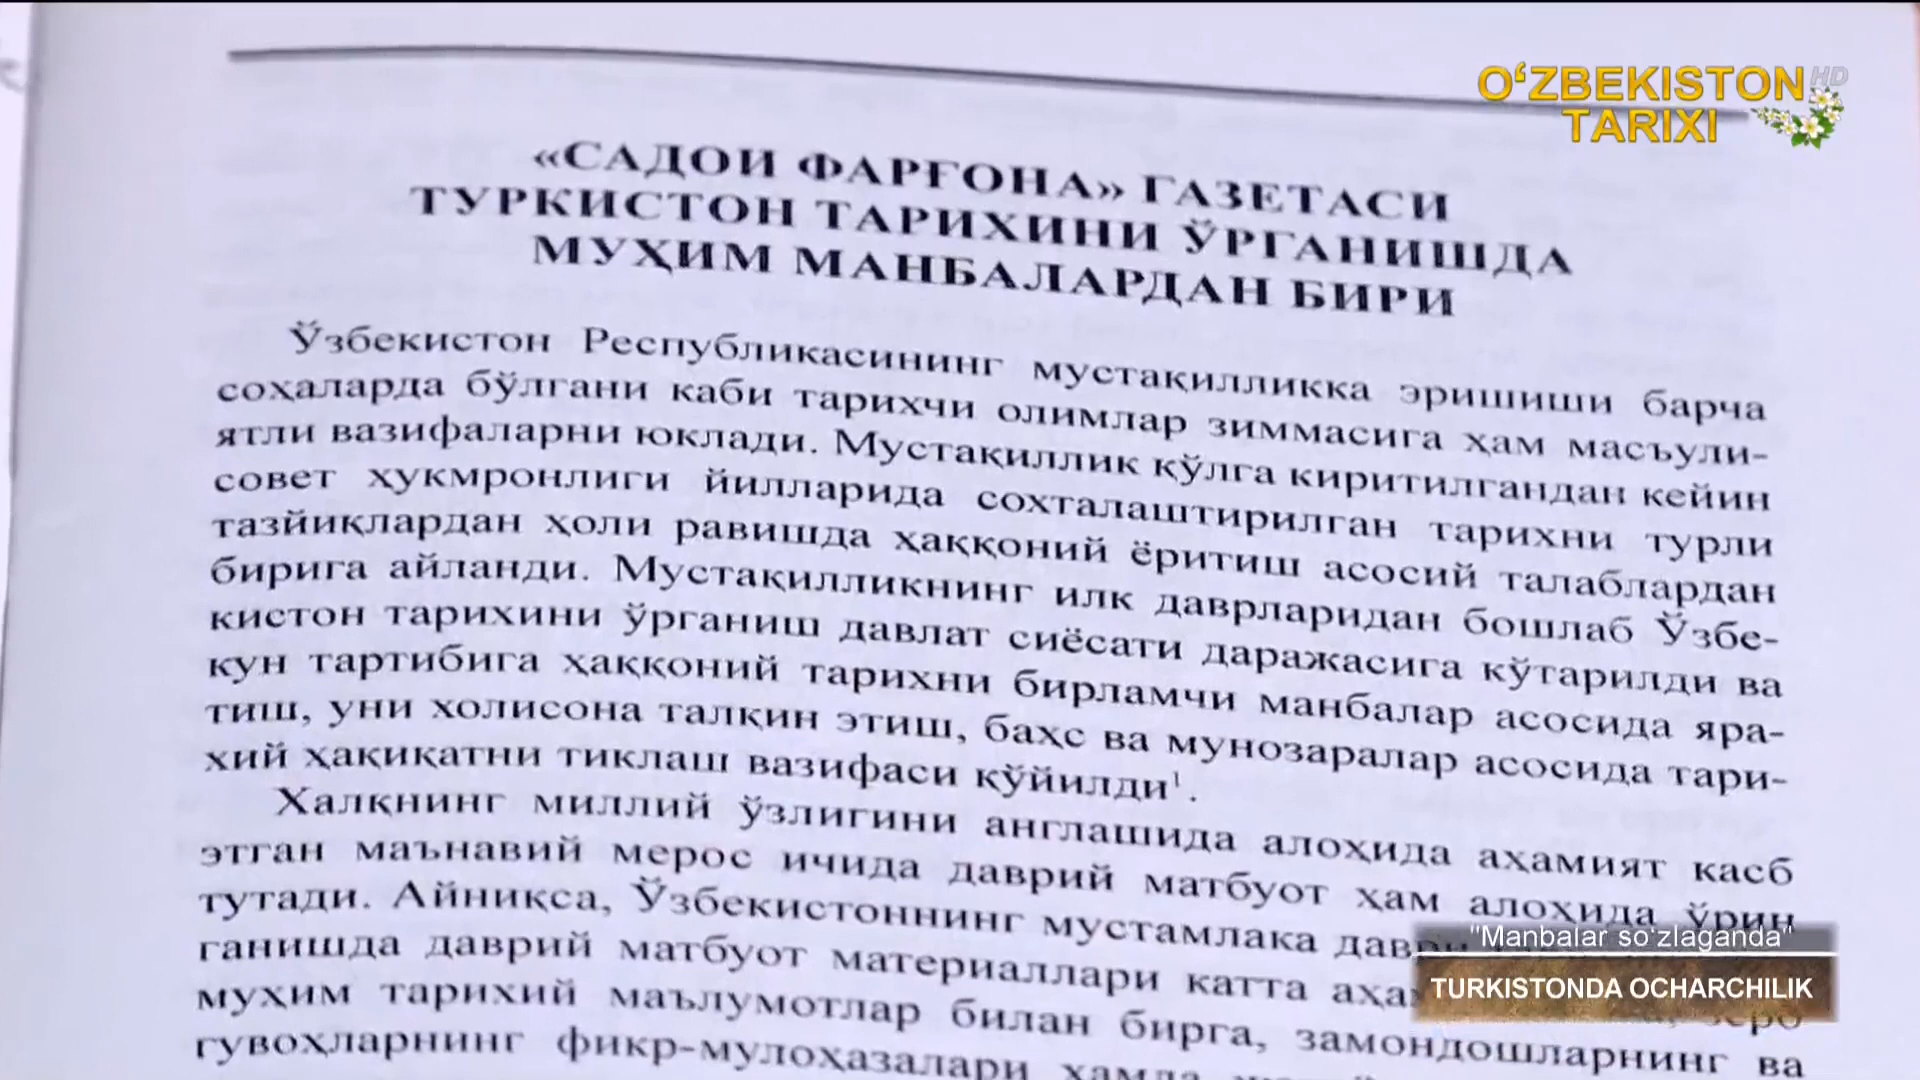 O‘ZBEKISTON HD
TARIXI
«САДОИ ФАРҒОНА» ГАЗЕТАСИ
ТУРКИСТОН ТАРИХИНИ ЎРГАНИШДА
МУҲИМ МАНБАЛАРДАН БИРИ
Ўзбекистон Республикасининг мустақилликка эришиши барча
соҳаларда бўлгани каби тарихчи олимлар зиммасига ҳам масъули-
ятли вазифаларни юклади. Мустақиллик қўлга киритилгандан кейин
совет ҳукмронлиги йилларида сохталаштирилган тарихни турли
тазйиқлардан ҳоли равишда ҳаққоний ёритиш асосий талаблардан
бирига айланди. Мустақилликнинг илк даврларидан бошлаб Ўзбе-
кистон тарихини ўрганиш давлат сиёсати даражасига кўтарилди ва
кун тартибига ҳаққоний тарихни бирламчи манбалар асосида яра-
тиш, уни холисона талқин этиш, баҳс ва мунозаралар асосида тари-
хий ҳақиқатни тиклаш вазифаси қўйилди¹.
Халқнинг миллий ўзлигини англашида алоҳида аҳамият касб
этган маънавий мерос ичида даврий матбуот ҳам алоҳида ўрин
тутади. Айниқса, Ўзбекистоннинг мустамлака
ганишда даврий матбуот материаллари катта
муҳим тарихий маълумотлар билан бирга, замондошларнинг ва
гувоҳларнинг фикр-мулоҳазалари ҳамда
"Manbalar so‘zlaganda"
TURKISTONDA OCHARCHILIK